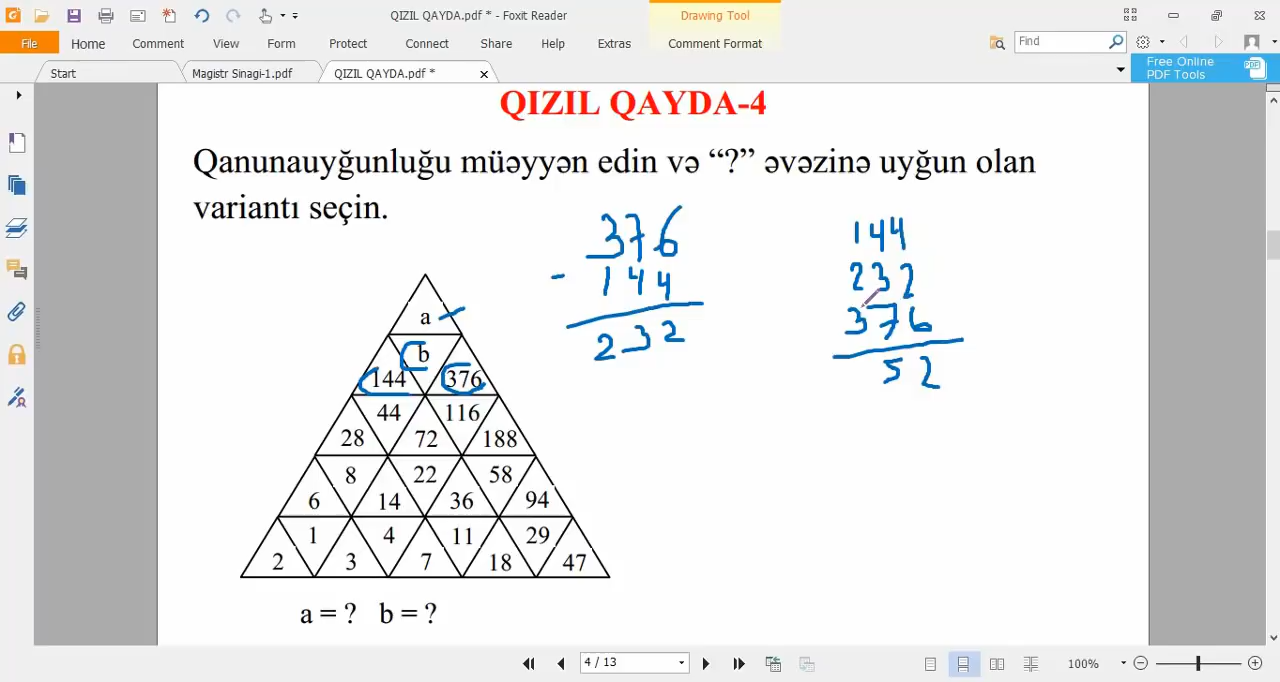 QIZIL QAYDA.pdf * - Foxit Reader
Drawing Tool
File Home Comment View Form Protect Connect Share Help Extras Comment Format Find
Start Magistr Sinagi-1.pdf QIZIL QAYDA.pdf *
Free Online
PDF Tools
QIZIL QAYDA-4
Qanunauyğunluğu müəyyən edin və “?” əvəzinə uyğun olan
variantı seçin.
376
- 144
232
144
232
376
52
a
b
144 376
44 116
28 72 188
8 22 58
6 14 36 94
1 4 11 29
2 3 7 18 47
a = ? b = ?
4 / 13
100%